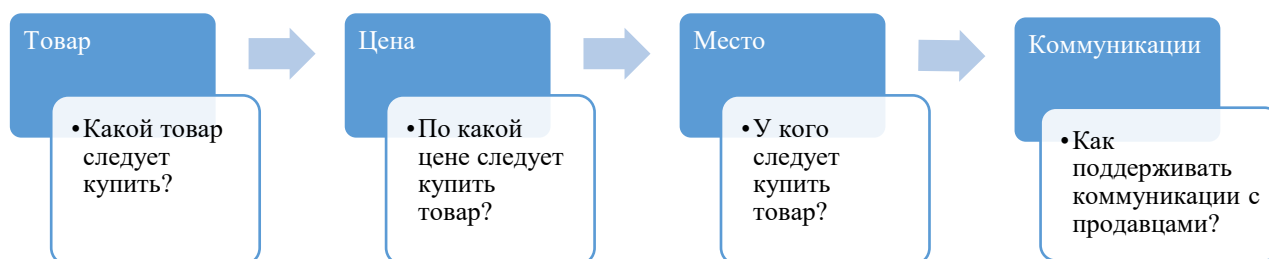 Товар
•Какой товар
следует
купить?
Цена
•По какой
цене следует
купить
товар?
Место
•У кого
следует
купить
товар?
Коммуникации
•Как
поддерживать
коммуникации с
продавцами?